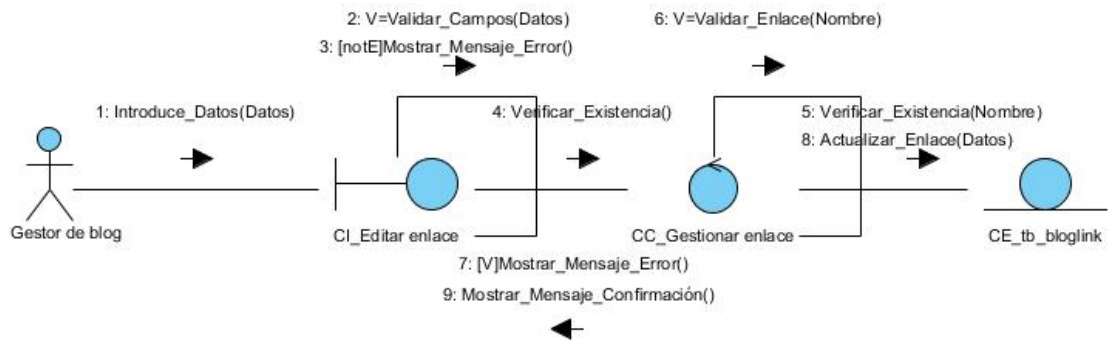 2: V=Validar_Campos(Datos)
3: [notE]Mostrar_Mensaje_Error()
6: V=Validar_Enlace(Nombre)
1: Introduce_Datos(Datos)
4: Verificar_Existencia()
5: Verificar_Existencia(Nombre)
8: Actualizar_Enlace(Datos)
Gestor de blog
CI_Editar enlace
CC_Gestionar enlace
CE_tb_bloglink
7: [V]Mostrar_Mensaje_Error()
9: Mostrar_Mensaje_Confirmación()